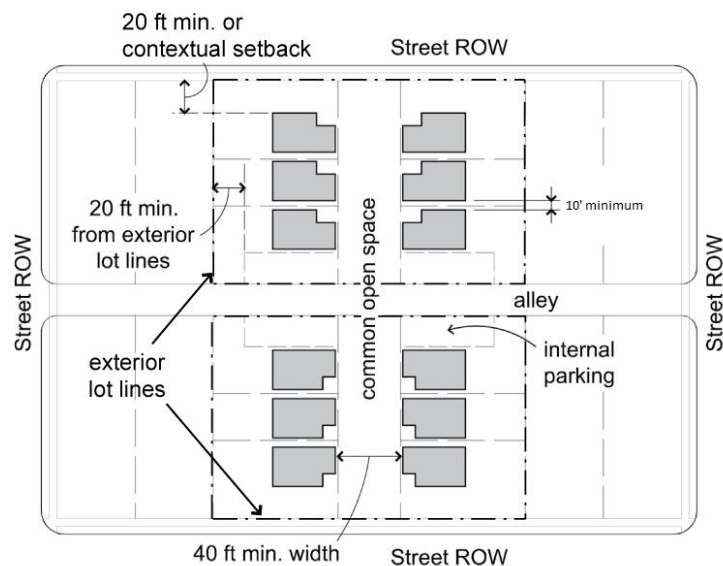 20 ft min. or
contextual setback
Street ROW
20 ft min.
from exterior
lot lines
10' minimum
Street ROW
common open space
Street ROW
alley
exterior
lot lines
internal
parking
40 ft min. width
Street ROW